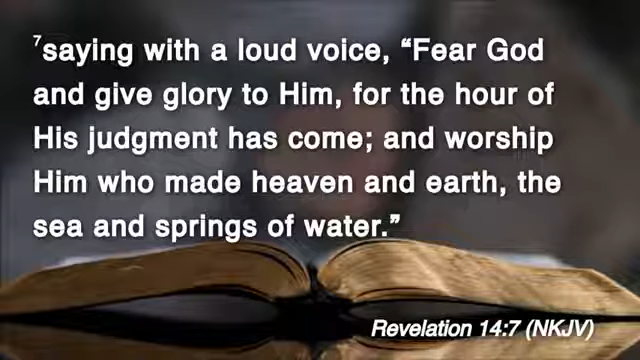 7saying with a loud voice, “Fear God
and give glory to Him, for the hour of
His judgment has come; and worship
Him who made heaven and earth, the
sea and springs of water.”
Revelation 14:7 (NKJV)